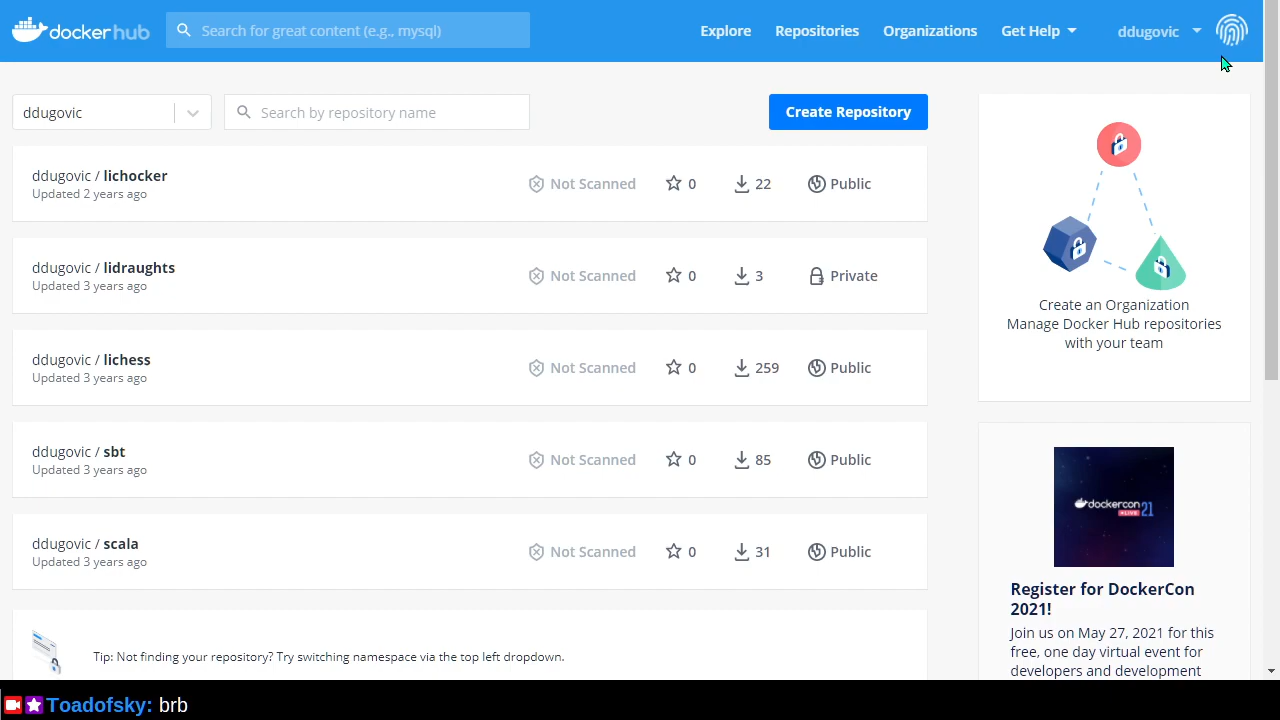 docker hub
Search for great content (e.g., mysql)
Explore
Repositories
Organizations
Get Help
ddugovic
ddugovic
Search by repository name
Create Repository
ddugovic / lichocker
Updated 2 years ago
Not Scanned
0
22
Public
ddugovic / lidraughts
Updated 3 years ago
Not Scanned
0
3
Private
ddugovic / lichess
Updated 3 years ago
Not Scanned
0
259
Public
ddugovic / sbt
Updated 3 years ago
Not Scanned
0
85
Public
ddugovic / scala
Updated 3 years ago
Not Scanned
0
31
Public
Tip: Not finding your repository? Try switching namespace via the top left dropdown.
Create an Organization
Manage Docker Hub repositories
with your team
dockercon
LIVE 21
Register for DockerCon
2021!
Join us on May 27, 2021 for this
free, one day virtual event for
developers and development
Toadofsky: brb